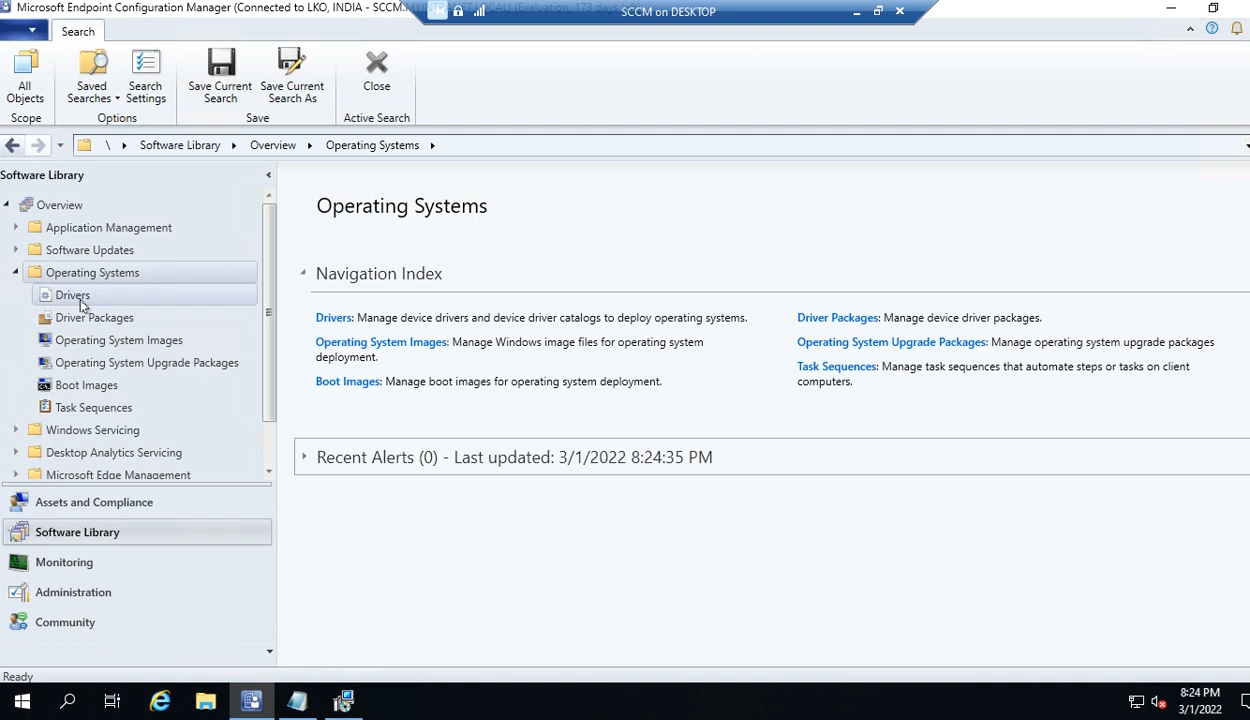 Microsoft Endpoint Configuration Manager (Connected to LKO, INDIA - SCCM.
SCCM on DESKTOP
Search
All Objects
Saved Searches
Search Settings
Save Current Search
Save Current Search As
Close
Scope
Options
Save
Active Search
\ Software Library Overview Operating Systems
Software Library
Overview
Application Management
Software Updates
Operating Systems
Drivers
Driver Packages
Operating System Images
Operating System Upgrade Packages
Boot Images
Task Sequences
Windows Servicing
Desktop Analytics Servicing
Microsoft Edge Management
Assets and Compliance
Software Library
Monitoring
Administration
Community
Operating Systems
Navigation Index
Drivers: Manage device drivers and device driver catalogs to deploy operating systems.
Operating System Images: Manage Windows image files for operating system
deployment.
Boot Images: Manage boot images for operating system deployment.
Driver Packages: Manage device driver packages.
Operating System Upgrade Packages: Manage operating system upgrade packages
Task Sequences: Manage task sequences that automate steps or tasks on client
computers.
Recent Alerts (0) - Last updated: 3/1/2022 8:24:35 PM
Ready
8:24 PM
3/1/2022